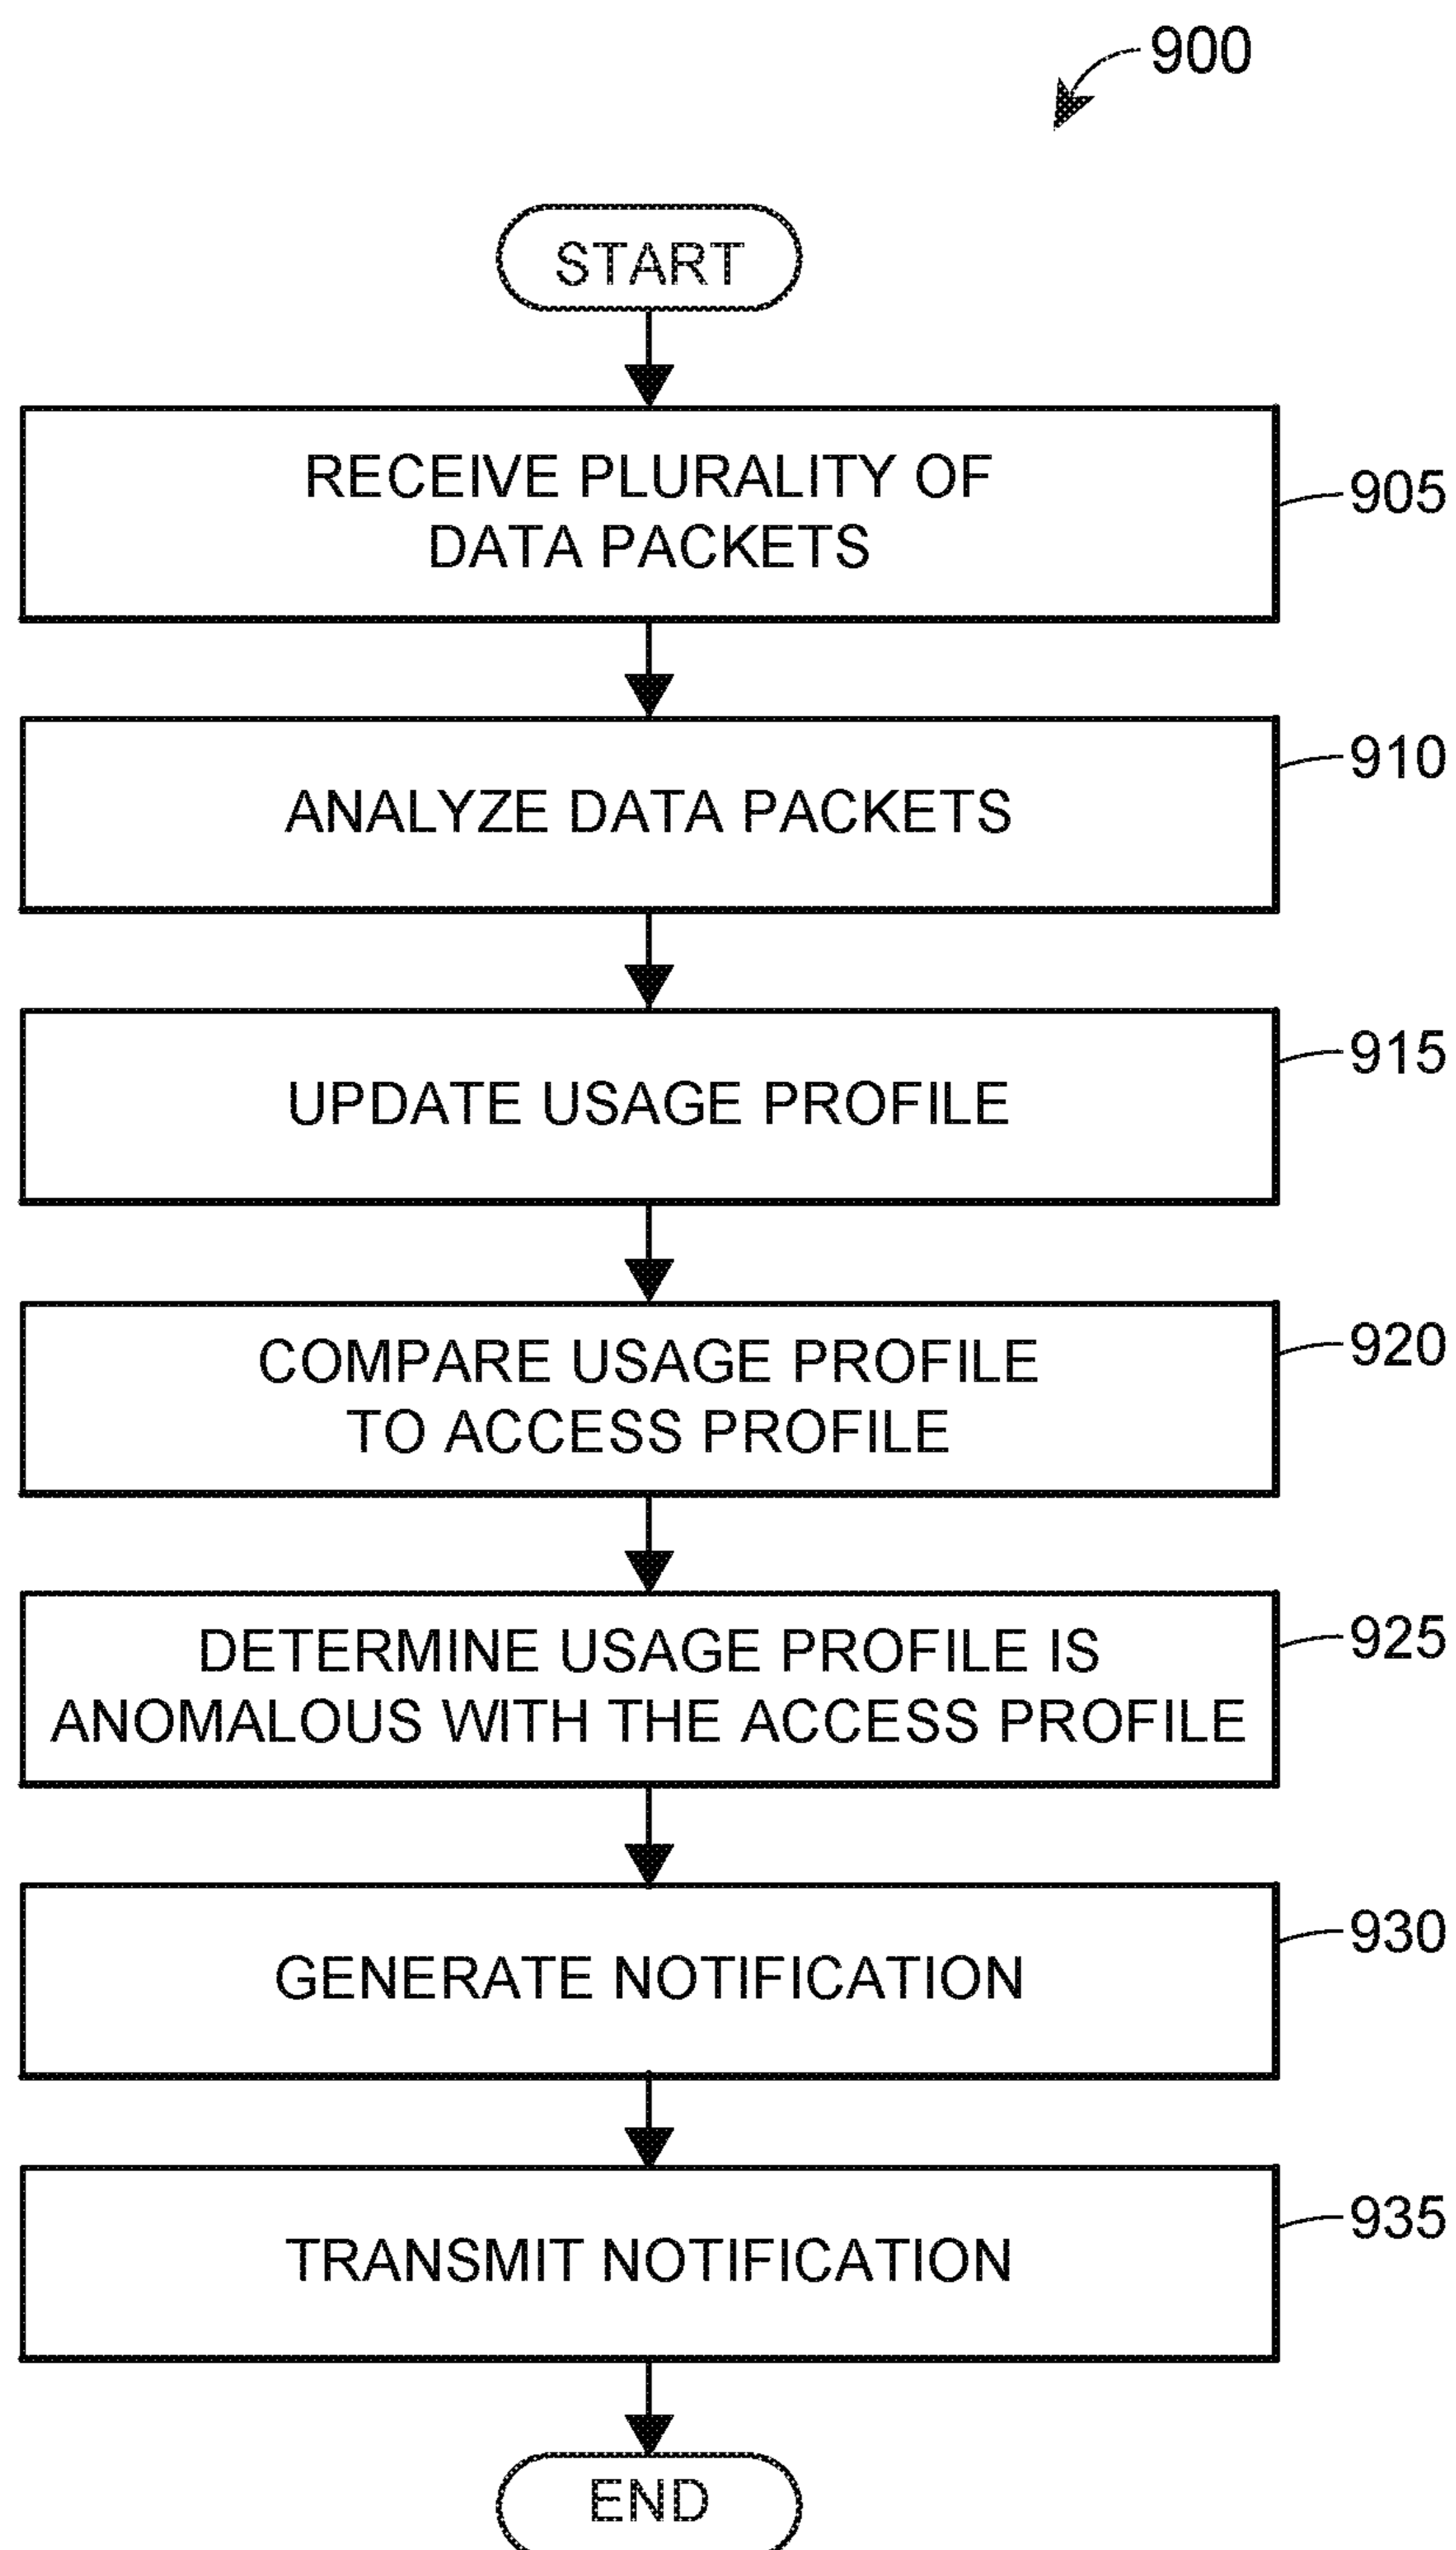 900
START
RECEIVE PLURALITY OF
DATA PACKETS
905
ANALYZE DATA PACKETS
910
UPDATE USAGE PROFILE
915
COMPARE USAGE PROFILE
TO ACCESS PROFILE
920
DETERMINE USAGE PROFILE IS
ANOMALOUS WITH THE ACCESS PROFILE
925
GENERATE NOTIFICATION
930
TRANSMIT NOTIFICATION
935
END